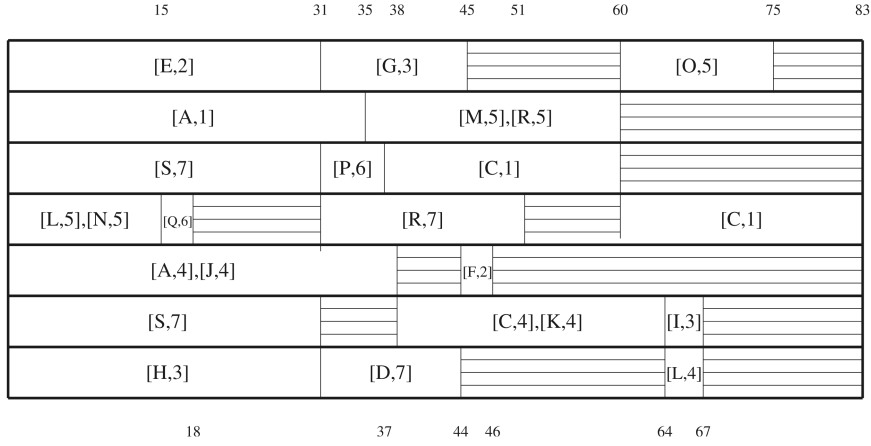 15 31 35 38 45 51 60 75 83
[E,2] [G,3] [O,5]
[A,1] [M,5],[R,5]
[S,7] [P,6] [C,1]
[L,5],[N,5] [Q,6] [R,7] [C,1]
[A,4],[J,4] [F,2]
[S,7] [C,4],[K,4] [I,3]
[H,3] [D,7] [L,4]
18 37 44 46 64 67